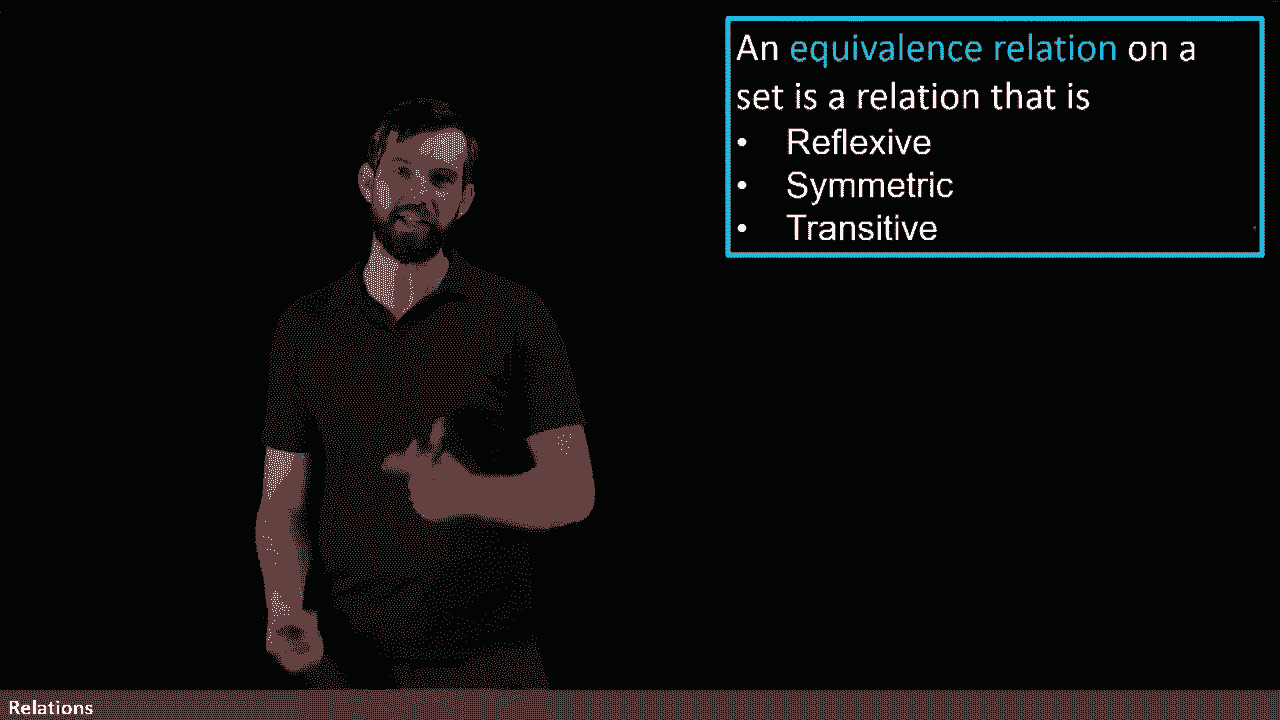 An equivalence relation on a
set is a relation that is
• Reflexive
• Symmetric
• Transitive
Relations